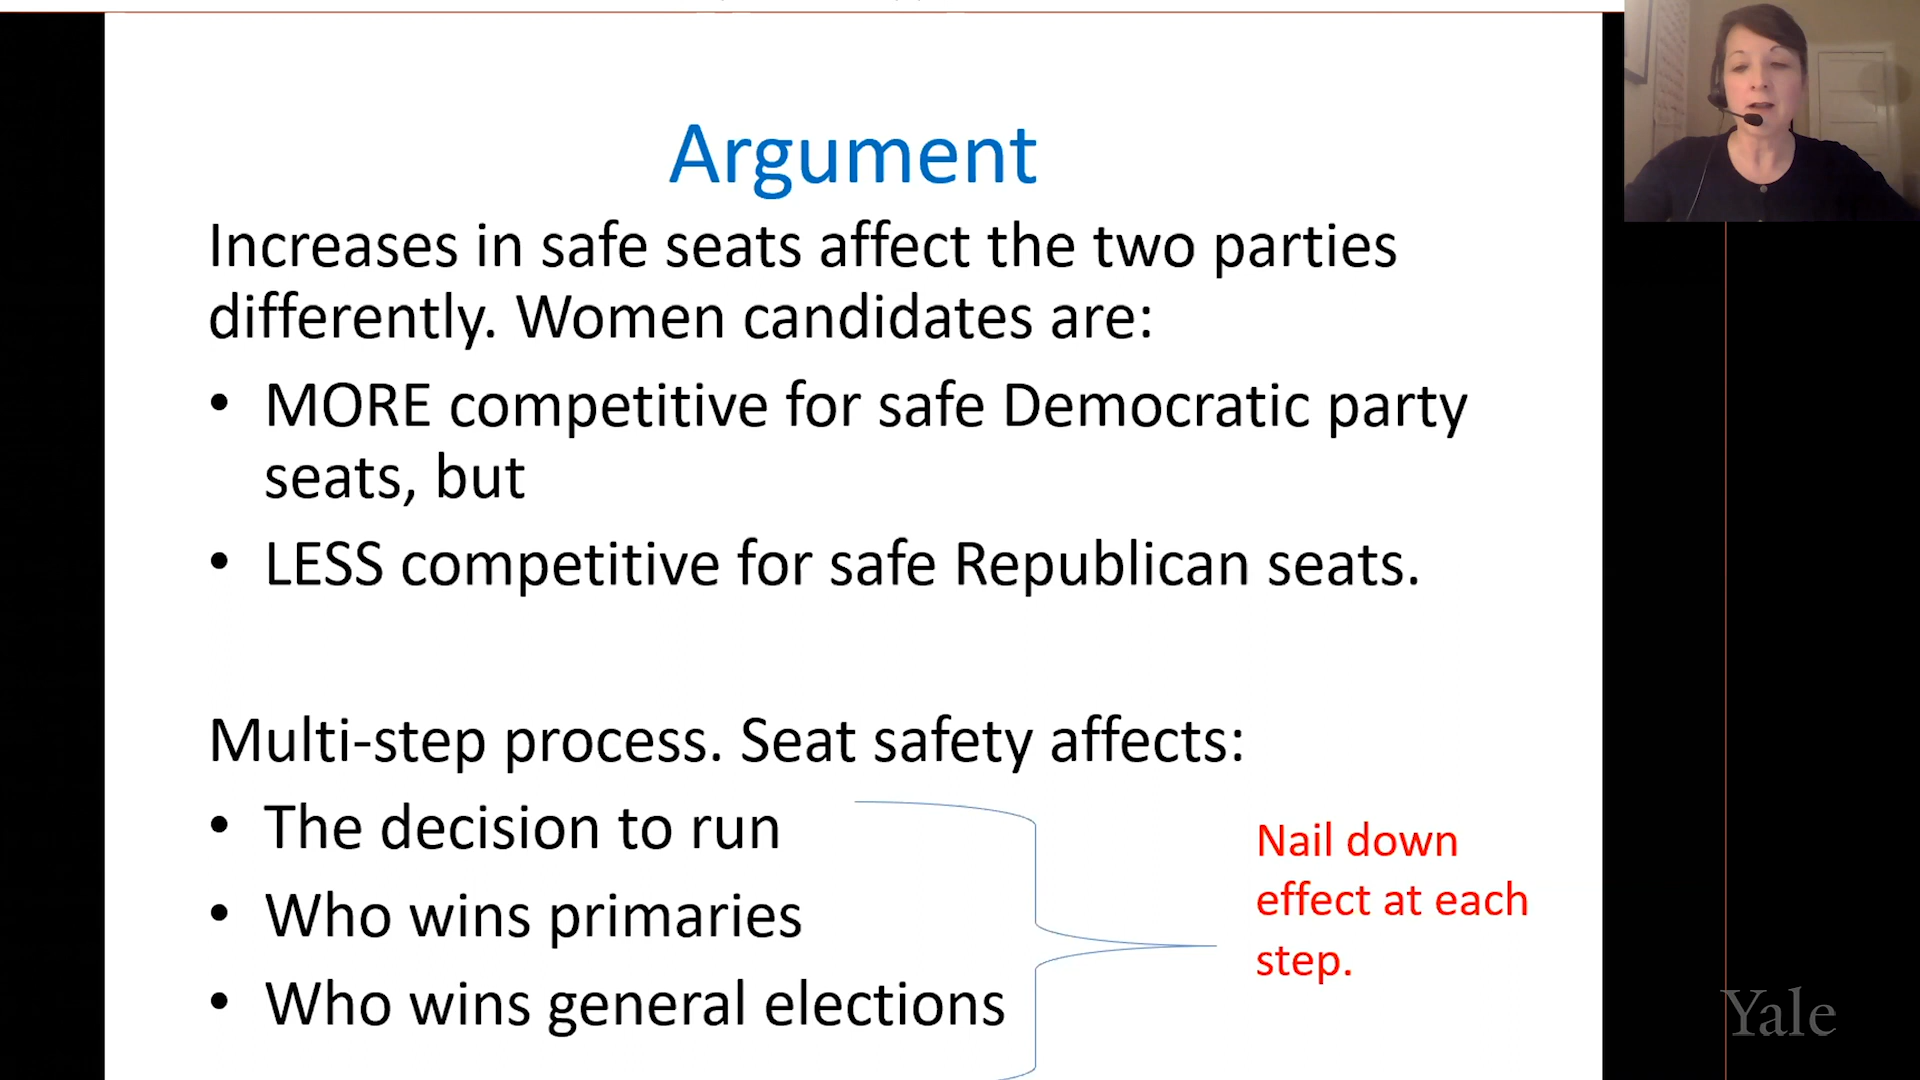 Argument
Increases in safe seats affect the two parties
differently. Women candidates are:
• MORE competitive for safe Democratic party
seats, but
• LESS competitive for safe Republican seats.
Multi-step process. Seat safety affects:
• The decision to run
• Who wins primaries
• Who wins general elections
Nail down
effect at each
step.
Yale